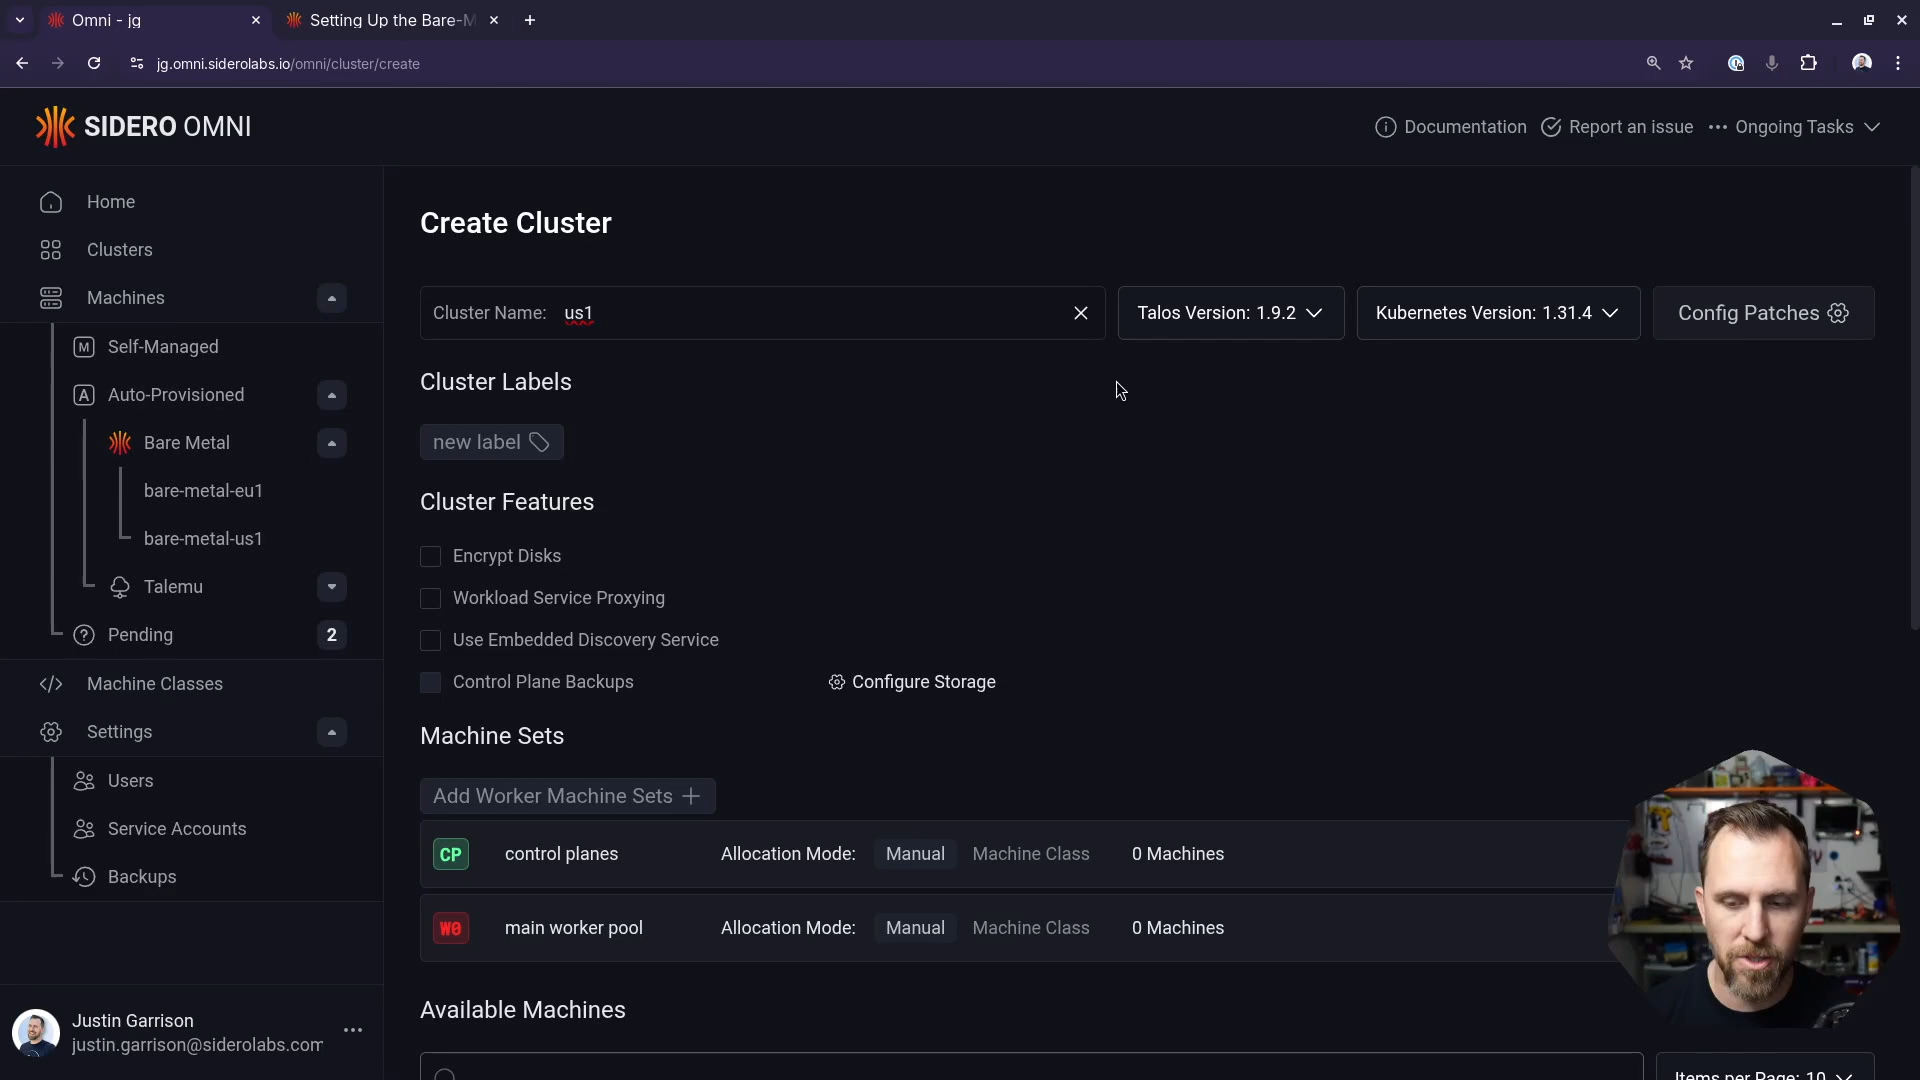 Omni - jg
Setting Up the Bare-M
jg.omni.siderolabs.io/omni/cluster/create
SIDERO OMNI
Documentation
Report an issue
Ongoing Tasks
Home
Clusters
Machines
M Self-Managed
A Auto-Provisioned
Bare Metal
bare-metal-eu1
bare-metal-us1
Talemu
Pending 2
Machine Classes
Settings
Users
Service Accounts
Backups
Justin Garrison
justin.garrison@siderolabs.com
Create Cluster
Cluster Name: us1
Talos Version: 1.9.2
Kubernetes Version: 1.31.4
Config Patches
Cluster Labels
new label
Cluster Features
Encrypt Disks
Workload Service Proxying
Use Embedded Discovery Service
Control Plane Backups
Configure Storage
Machine Sets
Add Worker Machine Sets
CP control planes Allocation Mode: Manual Machine Class 0 Machines
W0 main worker pool Allocation Mode: Manual Machine Class 0 Machines
Available Machines
Items per Page: 10